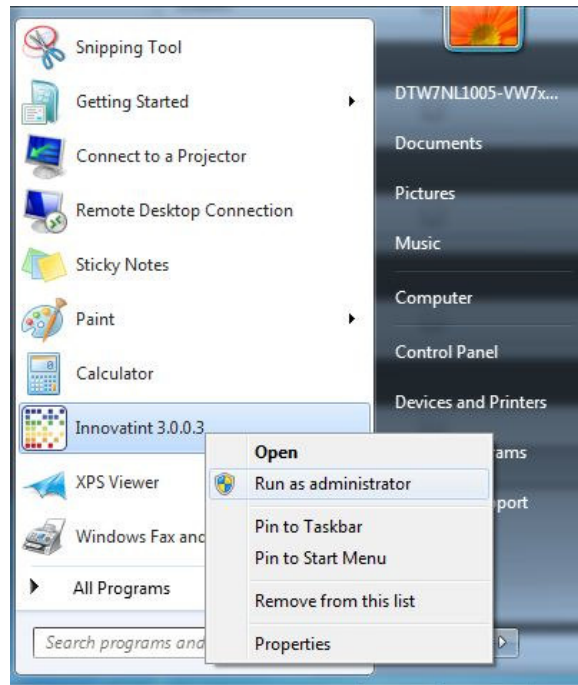 Snipping Tool
Getting Started
Connect to a Projector
Remote Desktop Connection
Sticky Notes
Paint
Calculator
Innovatint 3.0.0.3
XPS Viewer
Windows Fax and
All Programs
Search programs and
DTW7NL1005-VW7x...
Documents
Pictures
Music
Computer
Control Panel
Devices and Printers
Open
Run as administrator
Pin to Taskbar
Pin to Start Menu
Remove from this list
Properties